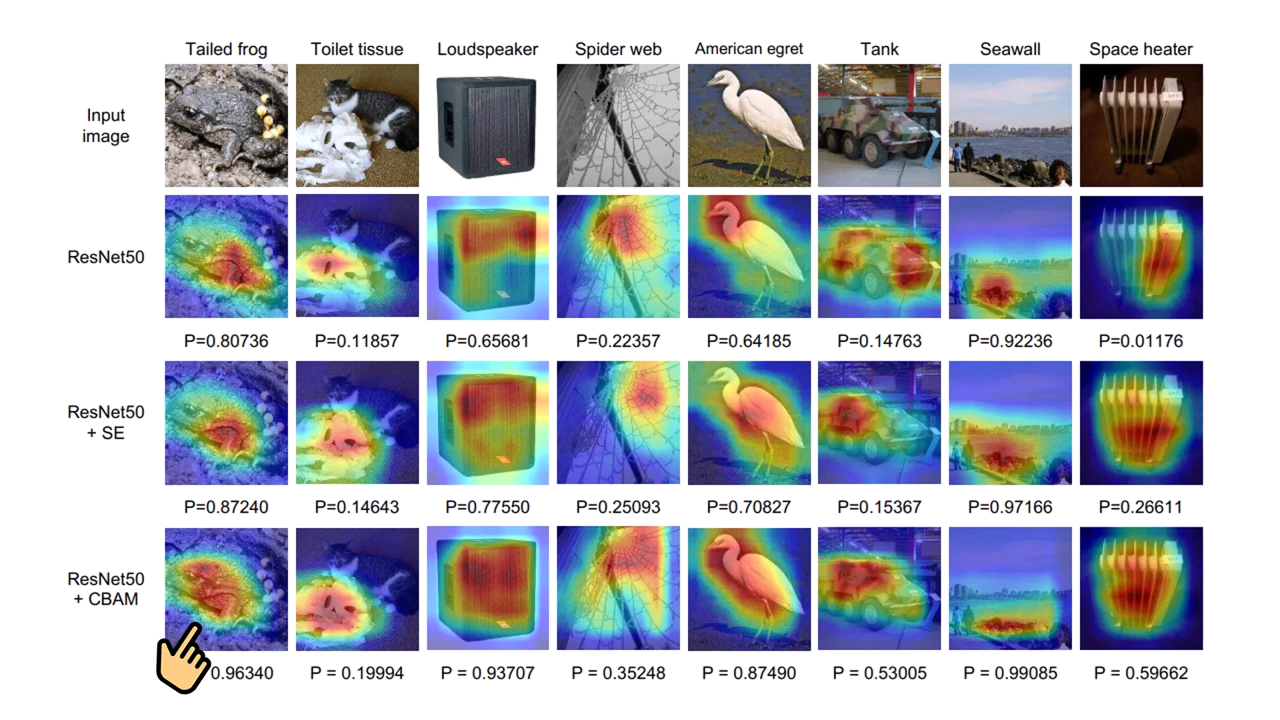 Tailed frog Toilet tissue Loudspeaker Spider web American egret Tank Seawall Space heater
Input
image
ResNet50
P=0.80736 P=0.11857 P=0.65681 P=0.22357 P=0.64185 P=0.14763 P=0.92236 P=0.01176
ResNet50
+ SE
P=0.87240 P=0.14643 P=0.77550 P=0.25093 P=0.70827 P=0.15367 P=0.97166 P=0.26611
ResNet50
+ CBAM
0.96340 P = 0.19994 P = 0.93707 P = 0.35248 P = 0.87490 P = 0.53005 P = 0.99085 P = 0.59662